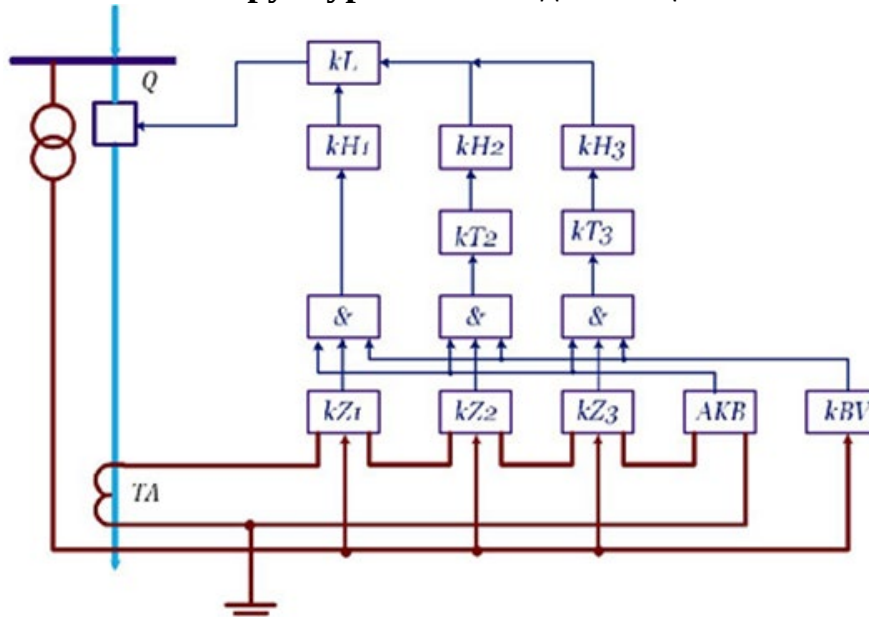 Q
kL
kH1 kH2 kH3
kT2 kT3
& & &
kZ1 kZ2 kZ3 AKB kBV
TA